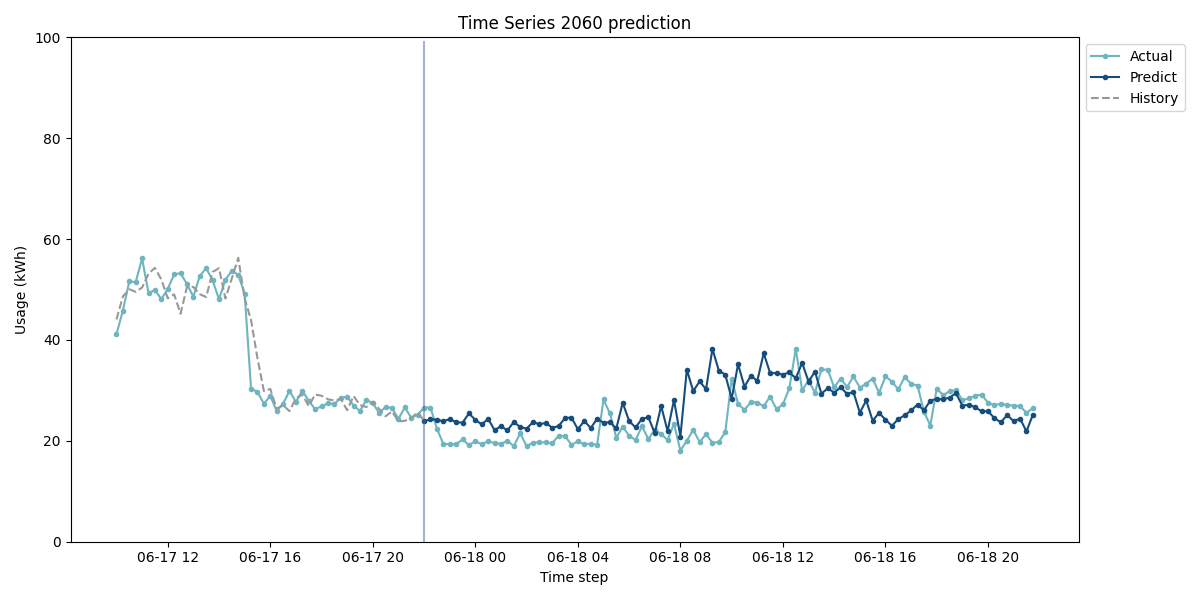 Time Series 2060 prediction
100
80
60
40
20
0
Usage (kWh)
06-17 12
06-17 16
06-17 20
06-18 00
06-18 04
06-18 08
06-18 12
06-18 16
06-18 20
Time step
Actual
Predict
History